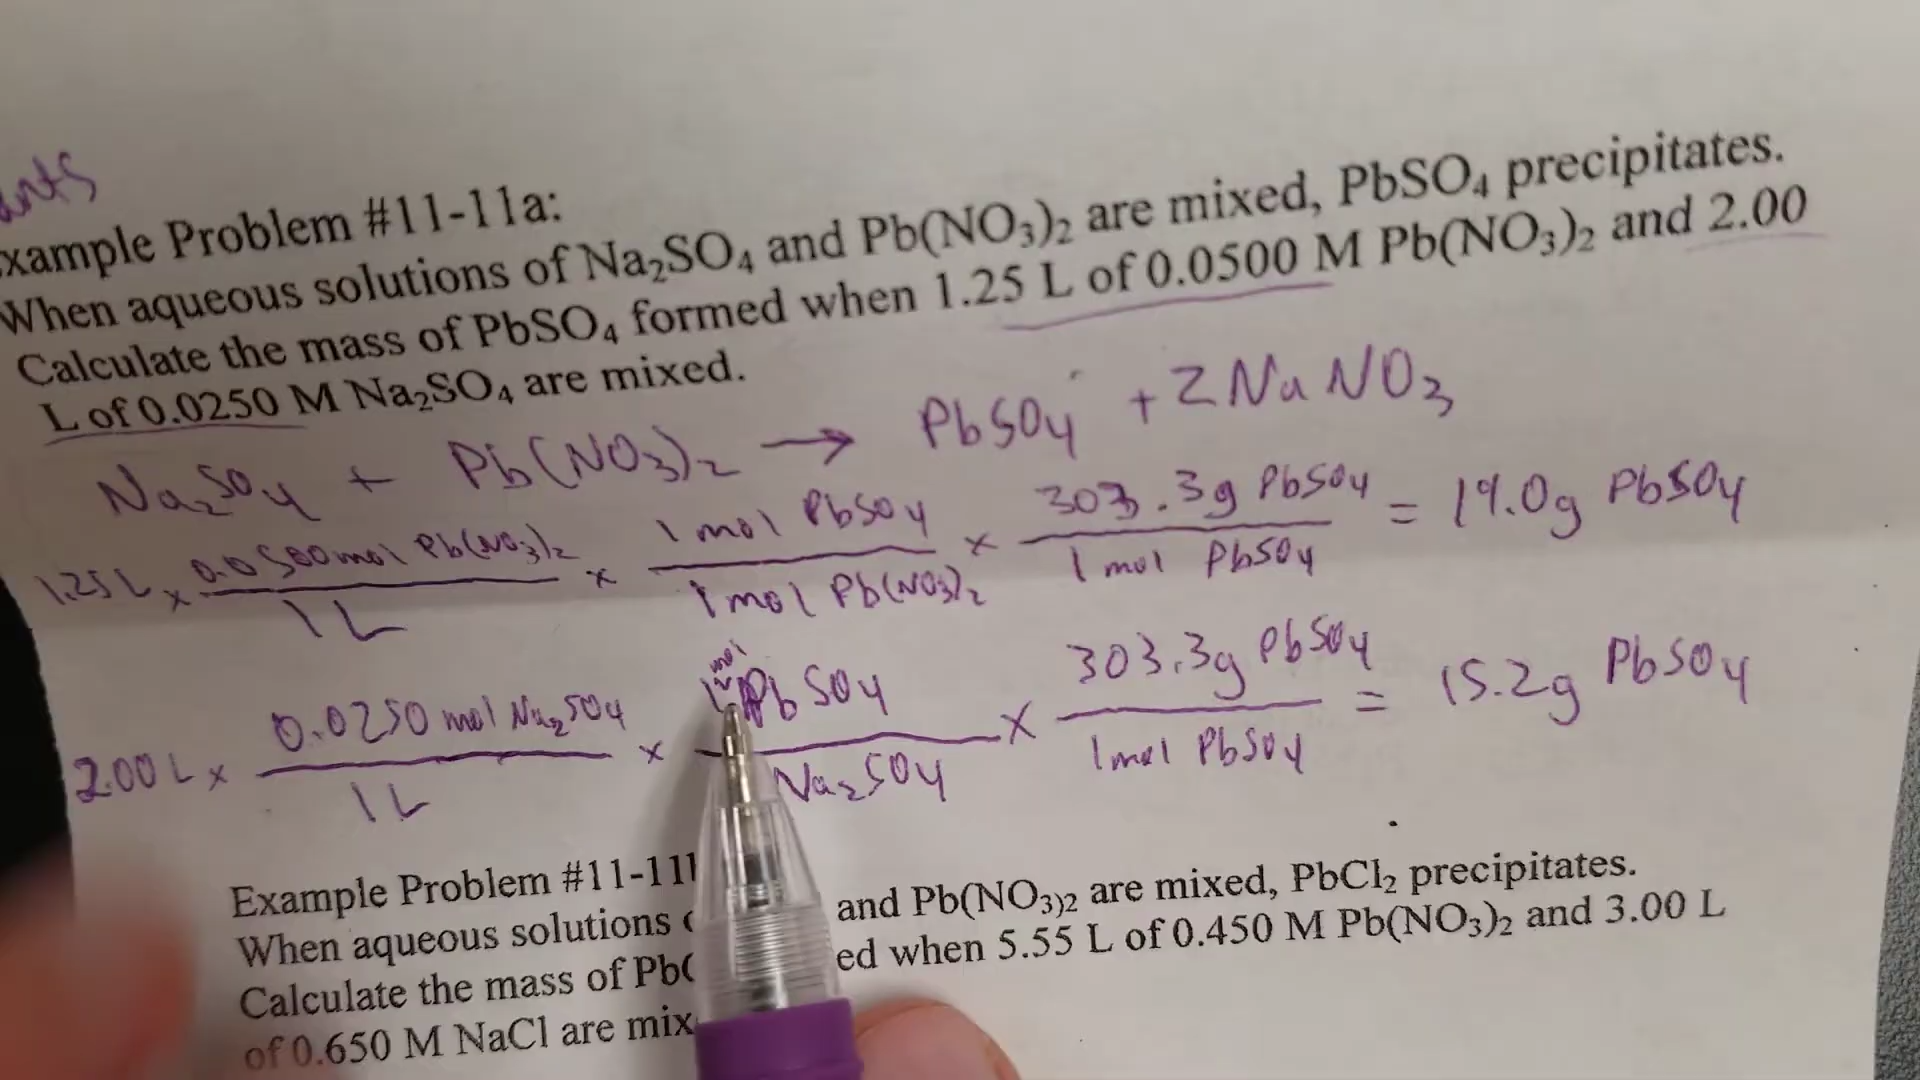 ants
xample Problem #11-11a:
When aqueous solutions of Na₂SO₄ and Pb(NO₃)₂ are mixed, PbSO₄ precipitates.
Calculate the mass of PbSO₄ formed when 1.25 L of 0.0500 M Pb(NO₃)₂ and 2.00
L of 0.0250 M Na₂SO₄ are mixed.
Na₂SO₄ + Pb(NO₃)₂ → PbSO₄ + 2NaNO₃
1.25 L × 0.0500 mol Pb(NO₃)₂ / 1 L × 1 mol PbSO₄ / 1 mol Pb(NO₃)₂ × 303.3g PbSO₄ / 1 mol PbSO₄ = 19.0g PbSO₄
2.00 L × 0.0250 mol Na₂SO₄ / 1 L × 1 mol PbSO₄ / Na₂SO₄ × 303.3g PbSO₄ / 1 mol PbSO₄ = 15.2g PbSO₄
Example Problem #11-11
When aqueous solutions and Pb(NO₃)₂ are mixed, PbCl₂ precipitates.
Calculate the mass of Pb ed when 5.55 L of 0.450 M Pb(NO₃)₂ and 3.00 L
of 0.650 M NaCl are mix